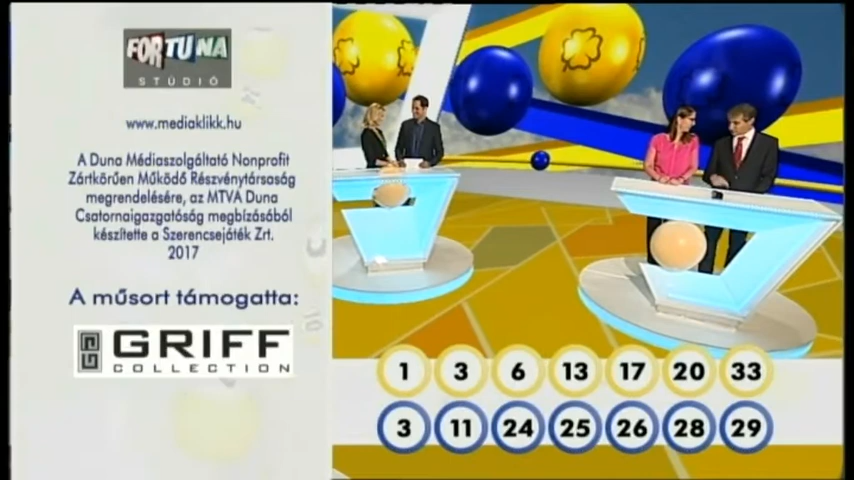 FORTUNA
STÚDIÓ
www.mediaklikk.hu
A Duna Médiaszolgáltató Nonprofit
Zártkörűen Működő Részvénytársaság
megrendelésére, az MTVA Duna
Csatornaigazgatóság megbízásából
készítette a Szerencsejáték Zrt.
2017
A műsort támogatta:
GRIFF
COLLECTION
1 3 6 13 17 20 33
3 11 24 25 26 28 29